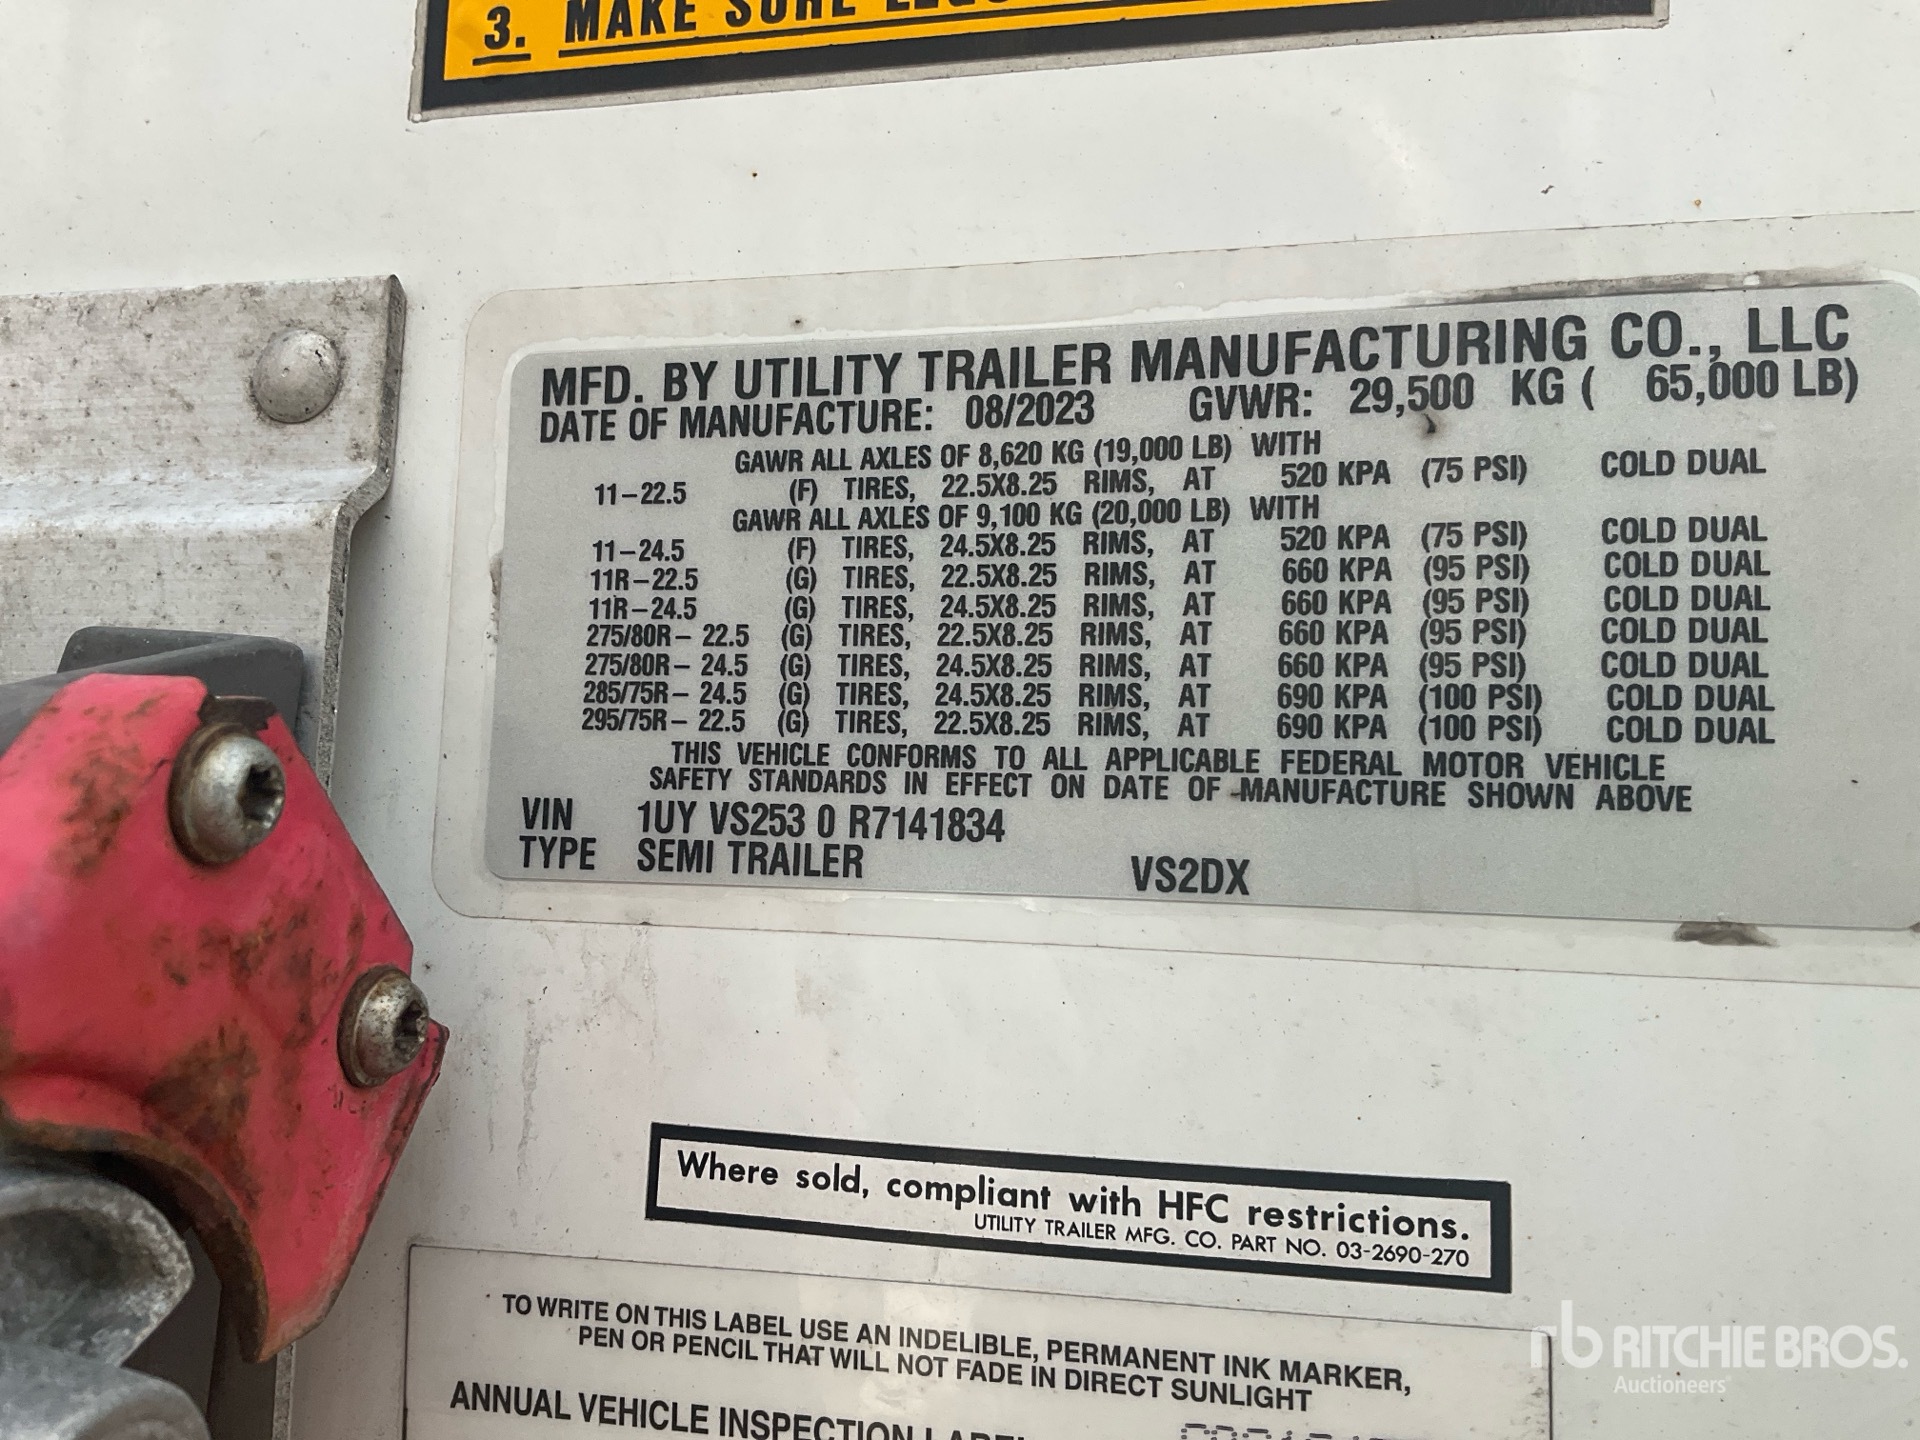 3. MAKE SURE
MFD. BY UTILITY TRAILER MANUFACTURING CO., LLC
DATE OF MANUFACTURE: 08/2023 GVWR: 29,500 KG ( 65,000 LB)
GAWR ALL AXLES OF 8,620 KG (19,000 LB) WITH
11-22.5 (F) TIRES, 22.5X8.25 RIMS, AT 520 KPA (75 PSI) COLD DUAL
GAWR ALL AXLES OF 9,100 KG (20,000 LB) WITH
11-24.5 (F) TIRES, 24.5X8.25 RIMS, AT 520 KPA (75 PSI) COLD DUAL
11R-22.5 (G) TIRES, 22.5X8.25 RIMS, AT 660 KPA (95 PSI) COLD DUAL
11R-24.5 (G) TIRES, 24.5X8.25 RIMS, AT 660 KPA (95 PSI) COLD DUAL
275/80R- 22.5 (G) TIRES, 22.5X8.25 RIMS, AT 660 KPA (95 PSI) COLD DUAL
275/80R- 24.5 (G) TIRES, 24.5X8.25 RIMS, AT 660 KPA (95 PSI) COLD DUAL
285/75R- 24.5 (G) TIRES, 24.5X8.25 RIMS, AT 690 KPA (100 PSI) COLD DUAL
295/75R- 22.5 (G) TIRES, 22.5X8.25 RIMS, AT 690 KPA (100 PSI) COLD DUAL
THIS VEHICLE CONFORMS TO ALL APPLICABLE FEDERAL MOTOR VEHICLE
SAFETY STANDARDS IN EFFECT ON DATE OF MANUFACTURE SHOWN ABOVE
VIN 1UY VS253 0 R7141834
TYPE SEMI TRAILER VS2DX
Where sold, compliant with HFC restrictions.
UTILITY TRAILER MFG. CO. PART NO. 03-2690-270
TO WRITE ON THIS LABEL USE AN INDELIBLE, PERMANENT INK MARKER,
PEN OR PENCIL THAT WILL NOT FADE IN DIRECT SUNLIGHT
ANNUAL VEHICLE INSPECTION LABEL
rb RITCHIE BROS.
Auctioneers